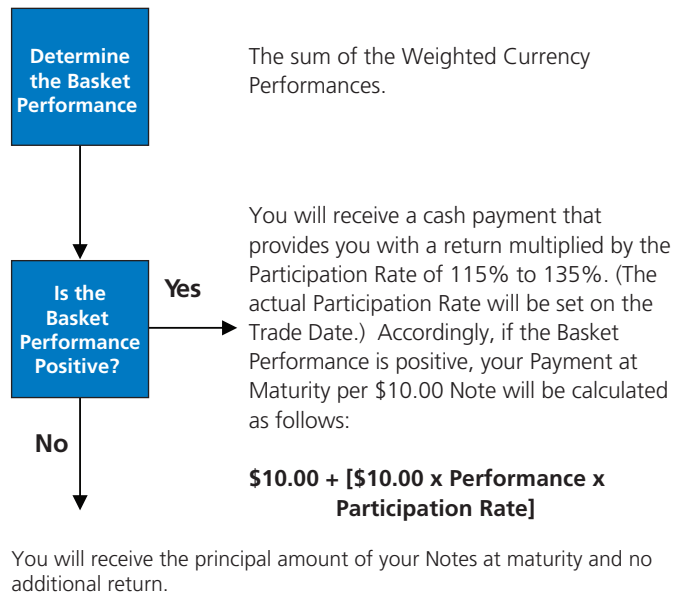 Determine
the Basket
Performance
The sum of the Weighted Currency
Performances.
Is the
Basket
Performance
Positive?
Yes
You will receive a cash payment that
provides you with a return multiplied by the
Participation Rate of 115% to 135%. (The
actual Participation Rate will be set on the
Trade Date.) Accordingly, if the Basket
Performance is positive, your Payment at
Maturity per $10.00 Note will be calculated
as follows:
$10.00 + [$10.00 x Performance x
Participation Rate]
No
You will receive the principal amount of your Notes at maturity and no
additional return.